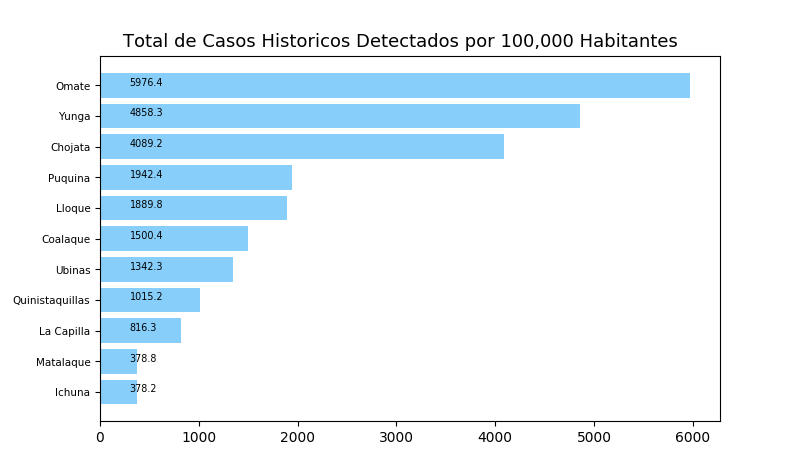 Total de Casos Historicos Detectados por 100,000 Habitantes
Omate 5976.4
Yunga 4858.3
Chojata 4089.2
Puquina 1942.4
Lloque 1889.8
Coalaque 1500.4
Ubinas 1342.3
Quinistaquillas 1015.2
La Capilla 816.3
Matalaque 378.8
Ichuna 378.2
0 1000 2000 3000 4000 5000 6000